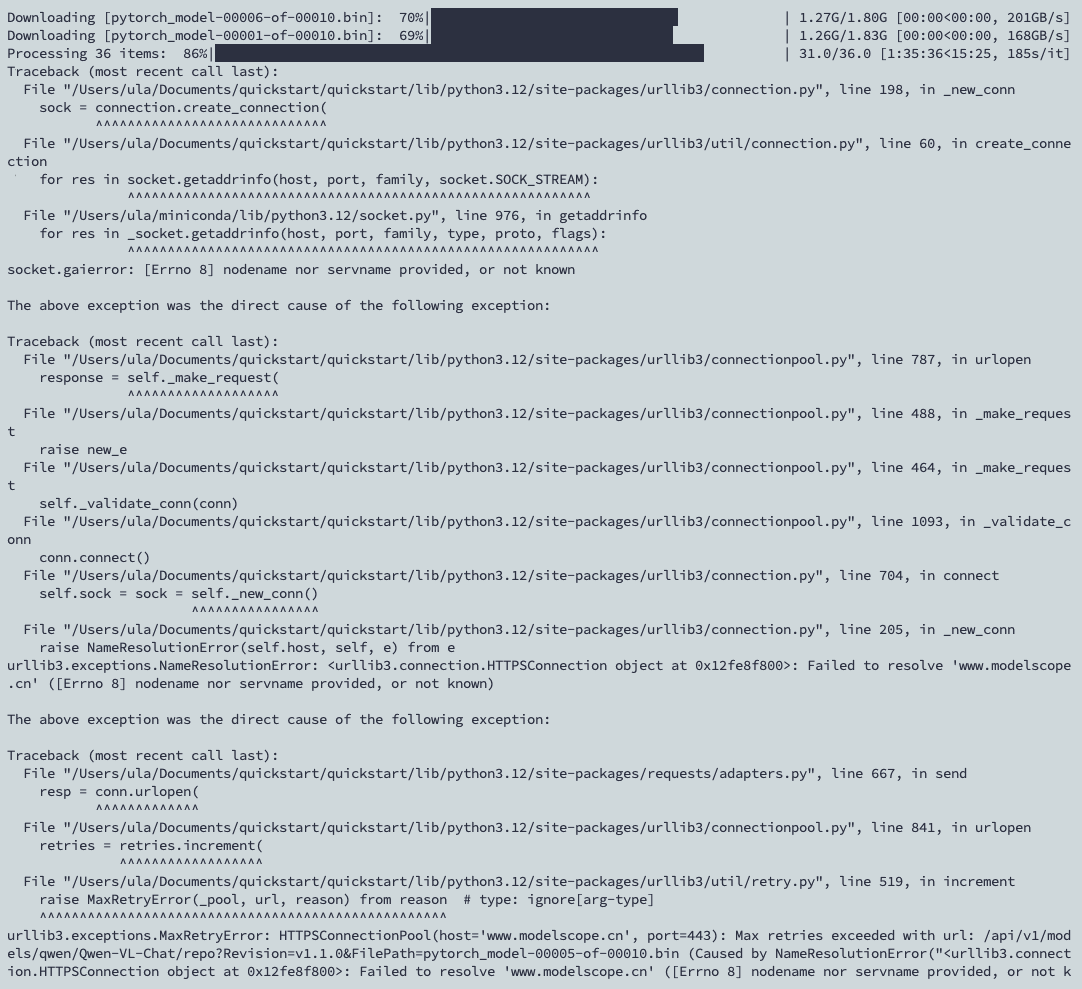 Downloading [pytorch_model-00006-of-00010.bin]:  70%| | 1.27G/1.80G [00:00<00:00, 201GB/s]
Downloading [pytorch_model-00001-of-00010.bin]:  69%| | 1.26G/1.83G [00:00<00:00, 168GB/s]
Processing 36 items:  86%| | 31.0/36.0 [1:35:36<15:25, 185s/it]
Traceback (most recent call last):
  File "/Users/ula/Documents/quickstart/quickstart/lib/python3.12/site-packages/urllib3/connection.py", line 198, in _new_conn
    sock = connection.create_connection(
           ^^^^^^^^^^^^^^^^^^^^^^^^^^^^^
  File "/Users/ula/Documents/quickstart/quickstart/lib/python3.12/site-packages/urllib3/util/connection.py", line 60, in create_conne
ction
    for res in socket.getaddrinfo(host, port, family, socket.SOCK_STREAM):
               ^^^^^^^^^^^^^^^^^^^^^^^^^^^^^^^^^^^^^^^^^^^^^^^^^^^^^^^^^^
  File "/Users/ula/miniconda/lib/python3.12/socket.py", line 976, in getaddrinfo
    for res in _socket.getaddrinfo(host, port, family, type, proto, flags):
               ^^^^^^^^^^^^^^^^^^^^^^^^^^^^^^^^^^^^^^^^^^^^^^^^^^^^^^^^^^^
socket.gaierror: [Errno 8] nodename nor servname provided, or not known

The above exception was the direct cause of the following exception:

Traceback (most recent call last):
  File "/Users/ula/Documents/quickstart/quickstart/lib/python3.12/site-packages/urllib3/connectionpool.py", line 787, in urlopen
    response = self._make_request(
               ^^^^^^^^^^^^^^^^^^^
  File "/Users/ula/Documents/quickstart/quickstart/lib/python3.12/site-packages/urllib3/connectionpool.py", line 488, in _make_reques
t
    raise new_e
  File "/Users/ula/Documents/quickstart/quickstart/lib/python3.12/site-packages/urllib3/connectionpool.py", line 464, in _make_reques
t
    self._validate_conn(conn)
  File "/Users/ula/Documents/quickstart/quickstart/lib/python3.12/site-packages/urllib3/connectionpool.py", line 1093, in _validate_c
onn
    conn.connect()
  File "/Users/ula/Documents/quickstart/quickstart/lib/python3.12/site-packages/urllib3/connection.py", line 704, in connect
    self.sock = sock = self._new_conn()
                       ^^^^^^^^^^^^^^^^
  File "/Users/ula/Documents/quickstart/quickstart/lib/python3.12/site-packages/urllib3/connection.py", line 205, in _new_conn
    raise NameResolutionError(self.host, self, e) from e
urllib3.exceptions.NameResolutionError: <urllib3.connection.HTTPSConnection object at 0x12fe8f800>: Failed to resolve 'www.modelscope
.cn' ([Errno 8] nodename nor servname provided, or not known)

The above exception was the direct cause of the following exception:

Traceback (most recent call last):
  File "/Users/ula/Documents/quickstart/quickstart/lib/python3.12/site-packages/requests/adapters.py", line 667, in send
    resp = conn.urlopen(
           ^^^^^^^^^^^^^
  File "/Users/ula/Documents/quickstart/quickstart/lib/python3.12/site-packages/urllib3/connectionpool.py", line 841, in urlopen
    retries = retries.increment(
              ^^^^^^^^^^^^^^^^^^
  File "/Users/ula/Documents/quickstart/quickstart/lib/python3.12/site-packages/urllib3/util/retry.py", line 519, in increment
    raise MaxRetryError(_pool, url, reason) from reason  # type: ignore[arg-type]
    ^^^^^^^^^^^^^^^^^^^^^^^^^^^^^^^^^^^^^^^^^^^^^^^^^^^
urllib3.exceptions.MaxRetryError: HTTPSConnectionPool(host='www.modelscope.cn', port=443): Max retries exceeded with url: /api/v1/mod
els/qwen/Qwen-VL-Chat/repo?Revision=v1.1.0&FilePath=pytorch_model-00005-of-00010.bin (Caused by NameResolutionError("<urllib3.connect
ion.HTTPSConnection object at 0x12fe8f800>: Failed to resolve 'www.modelscope.cn' ([Errno 8] nodename nor servname provided, or not k